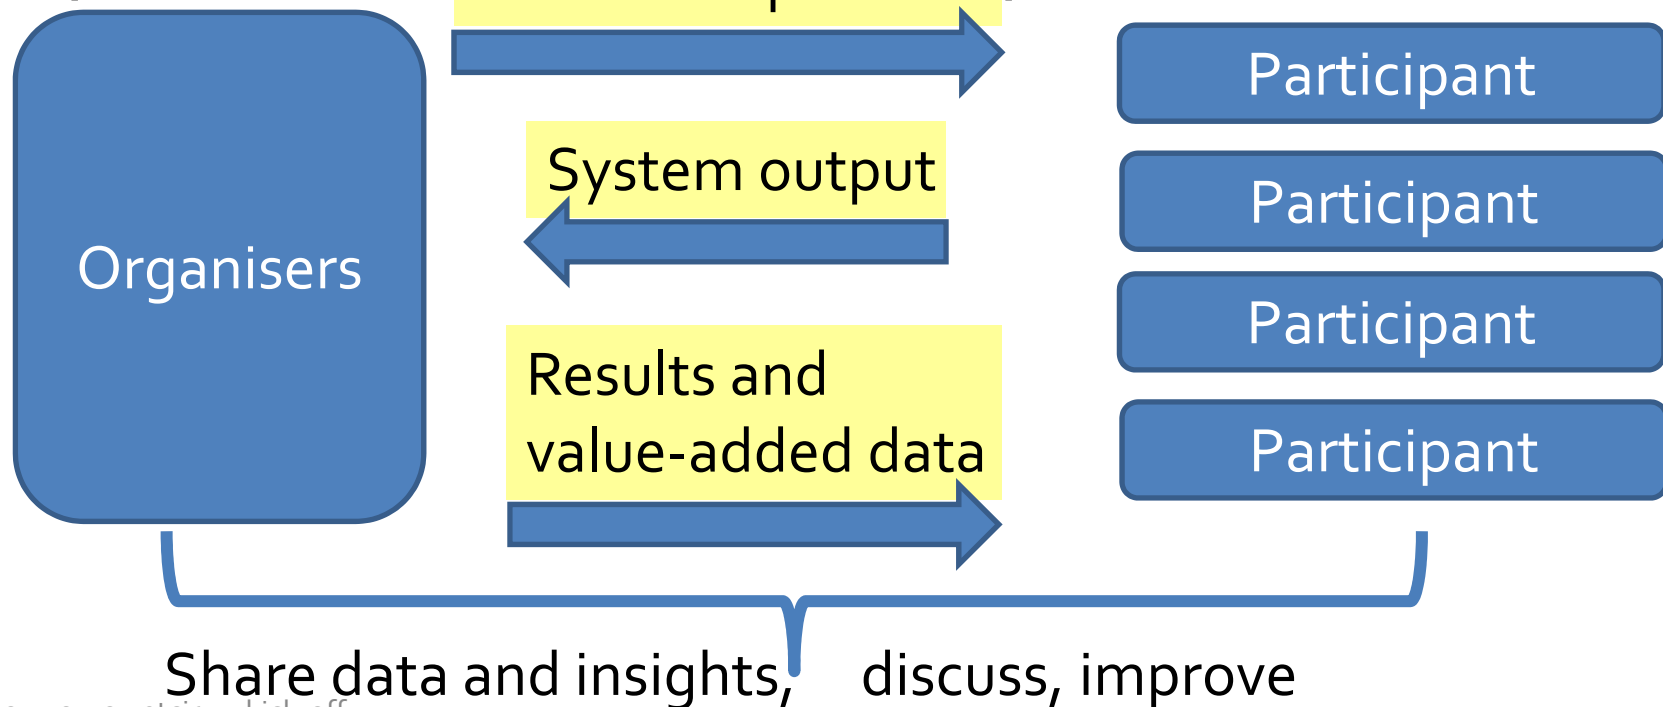 Organisers
System output
Results and
value-added data
Participant
Participant
Participant
Participant
Share data and insights, discuss, improve